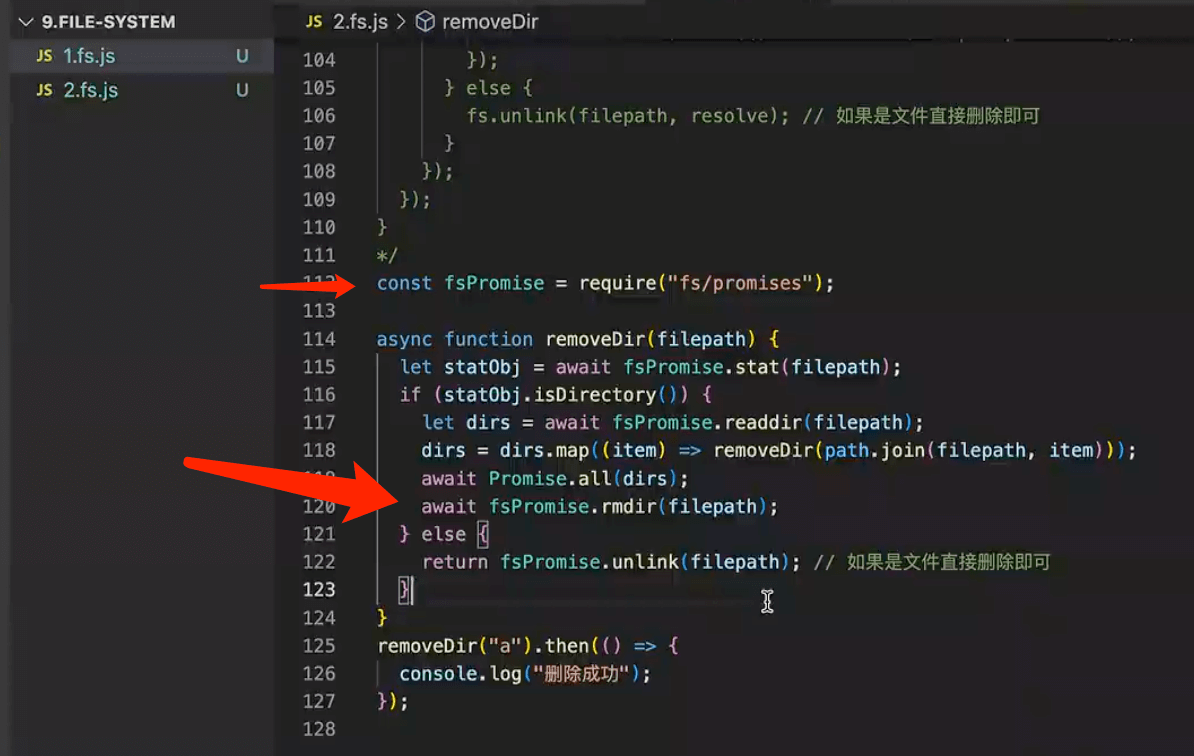 9.FILE-SYSTEM
JS 1.fs.js U
JS 2.fs.js U
JS 2.fs.js > removeDir
104 });
105 } else {
106 fs.unlink(filepath, resolve); // 如果是文件直接删除即可
107 }
108 });
109 });
110 }
111 */
112 const fsPromise = require("fs/promises");
113
114 async function removeDir(filepath) {
115 let statObj = await fsPromise.stat(filepath);
116 if (statObj.isDirectory()) {
117 let dirs = await fsPromise.readdir(filepath);
118 dirs = dirs.map((item) => removeDir(path.join(filepath, item)));
119 await Promise.all(dirs);
120 await fsPromise.rmdir(filepath);
121 } else {
122 return fsPromise.unlink(filepath); // 如果是文件直接删除即可
123 }
124 }
125 removeDir("a").then(() => {
126 console.log("删除成功");
127 });
128